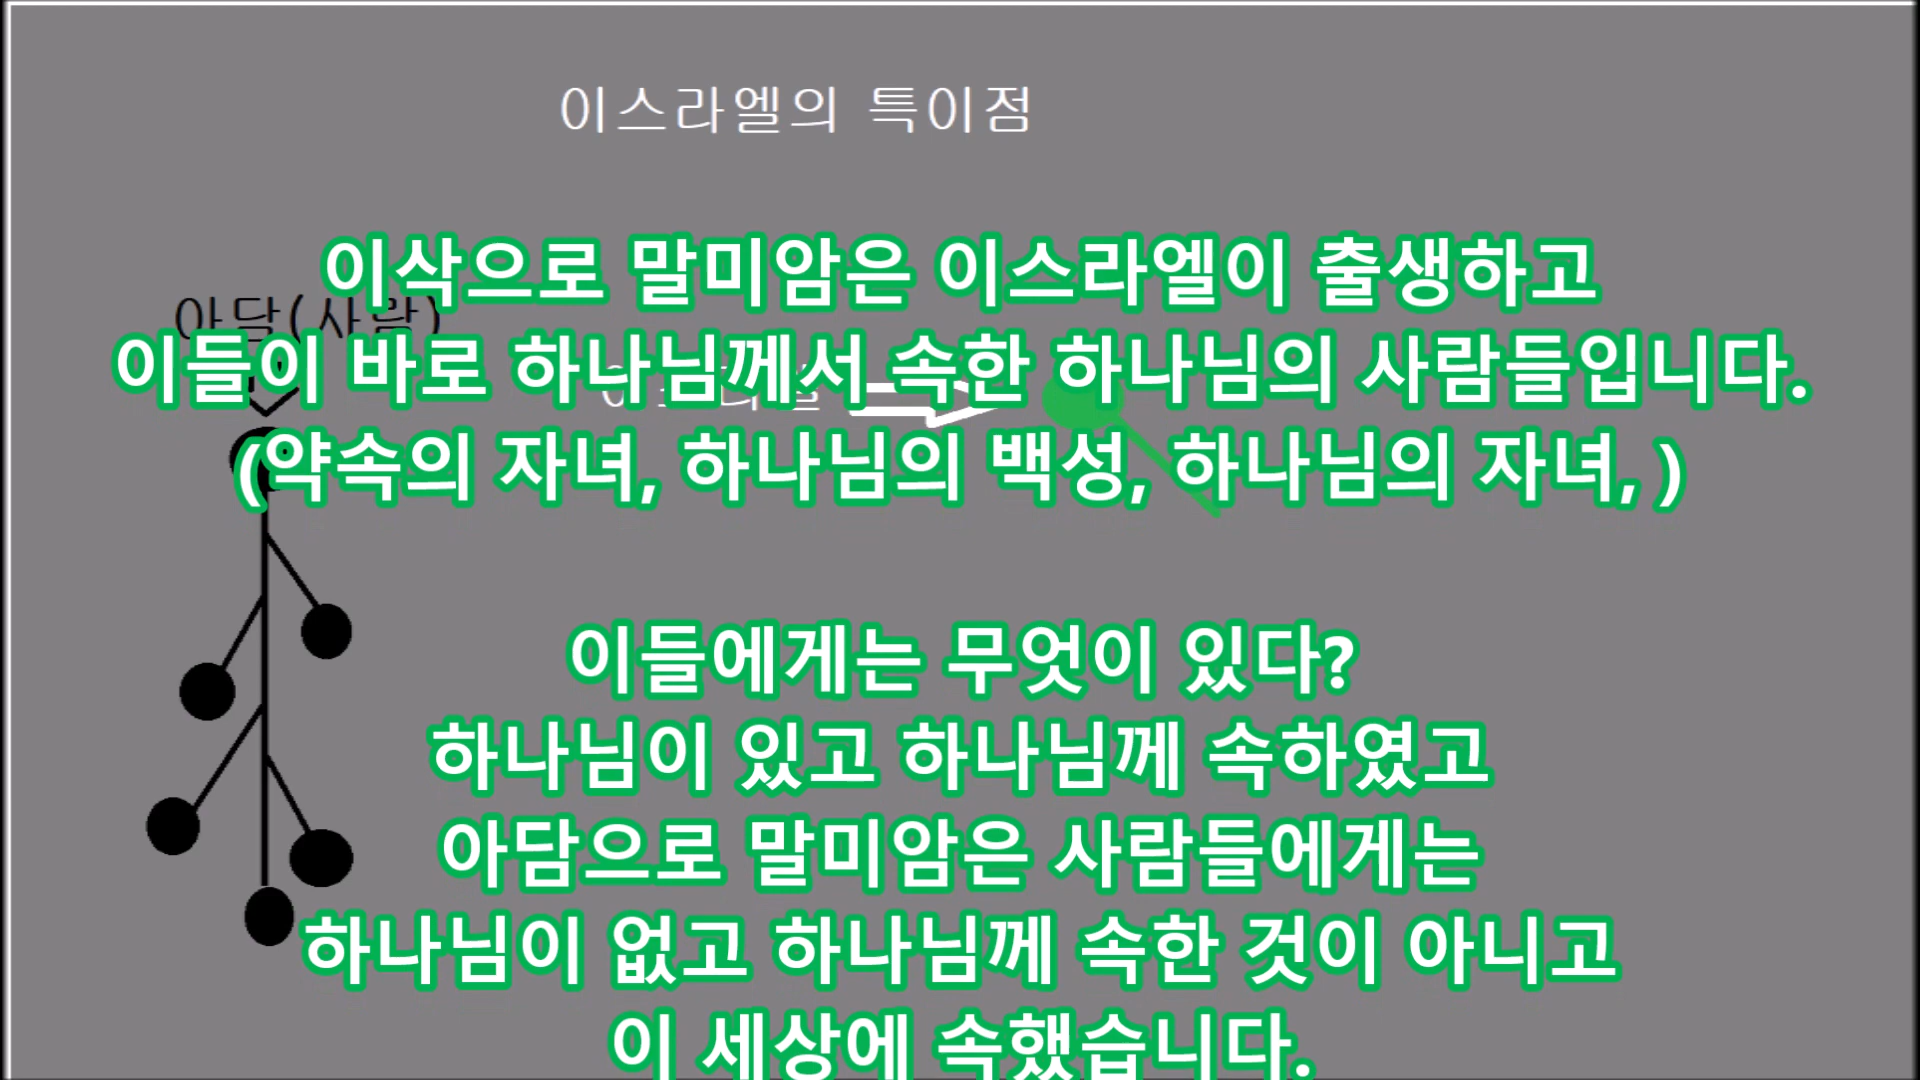 이스라엘의 특이점
이삭으로 말미암은 이스라엘이 출생하고
아담(사람)
이들이 바로 하나님께서 속한 하나님의 사람들입니다.
(약속의 자녀, 하나님의 백성, 하나님의 자녀, )
이들에게는 무엇이 있다?
하나님이 있고 하나님께 속하였고
아담으로 말미암은 사람들에게는
하나님이 없고 하나님께 속한 것이 아니고
이 세상에 속했습니다.